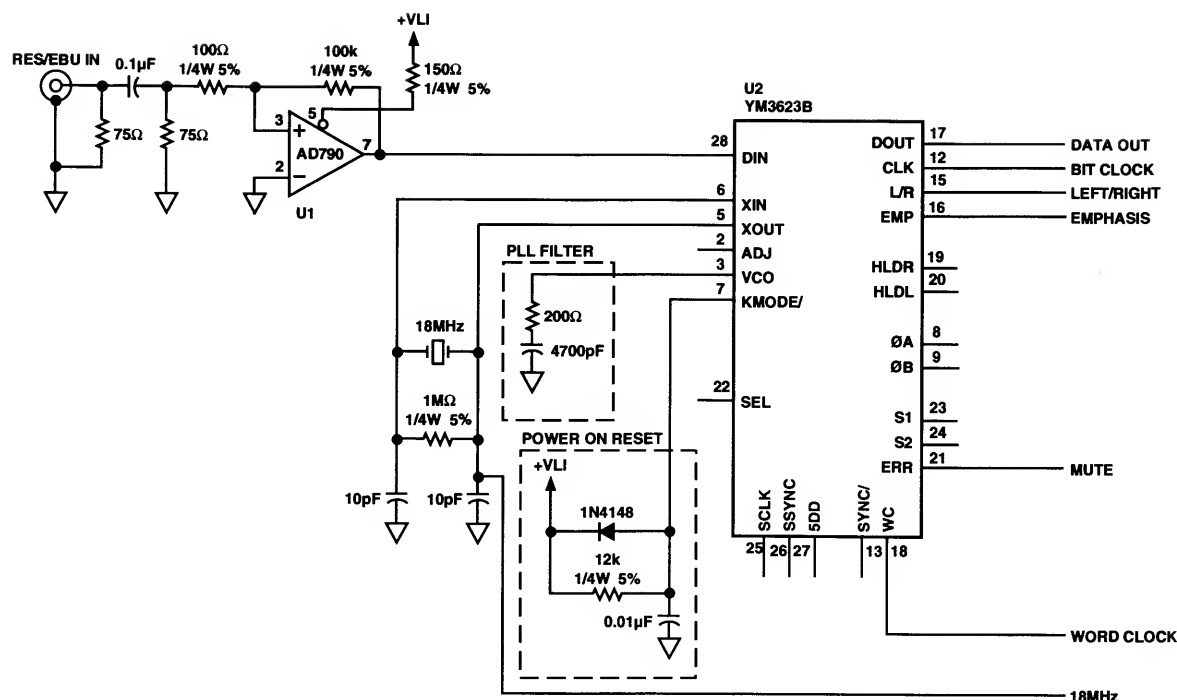 +VLI
RES/EBU IN
0.1µF
100Ω
1/4W 5%
100k
1/4W 5%
150Ω
1/4W 5%
75Ω
75Ω
3
+
5
AD790
7
2
−
U1
U2
YM3623B
28
DIN
6
XIN
5
XOUT
2
ADJ
3
VCO
7
KMODE/
22
SEL
DOUT
17
DATA OUT
CLK
12
BIT CLOCK
L/R
15
LEFT/RIGHT
EMP
16
EMPHASIS
HLDR
19
HLDL
20
ØA
8
ØB
9
S1
23
S2
24
ERR
21
MUTE
SCLK
SSYNC
5DD
SYNC/
WC
25
26
27
13
18
PLL FILTER
200Ω
4700pF
18MHz
1MΩ
1/4W 5%
10pF
10pF
POWER ON RESET
+VLI
1N4148
12k
1/4W 5%
0.01µF
WORD CLOCK
18MHz